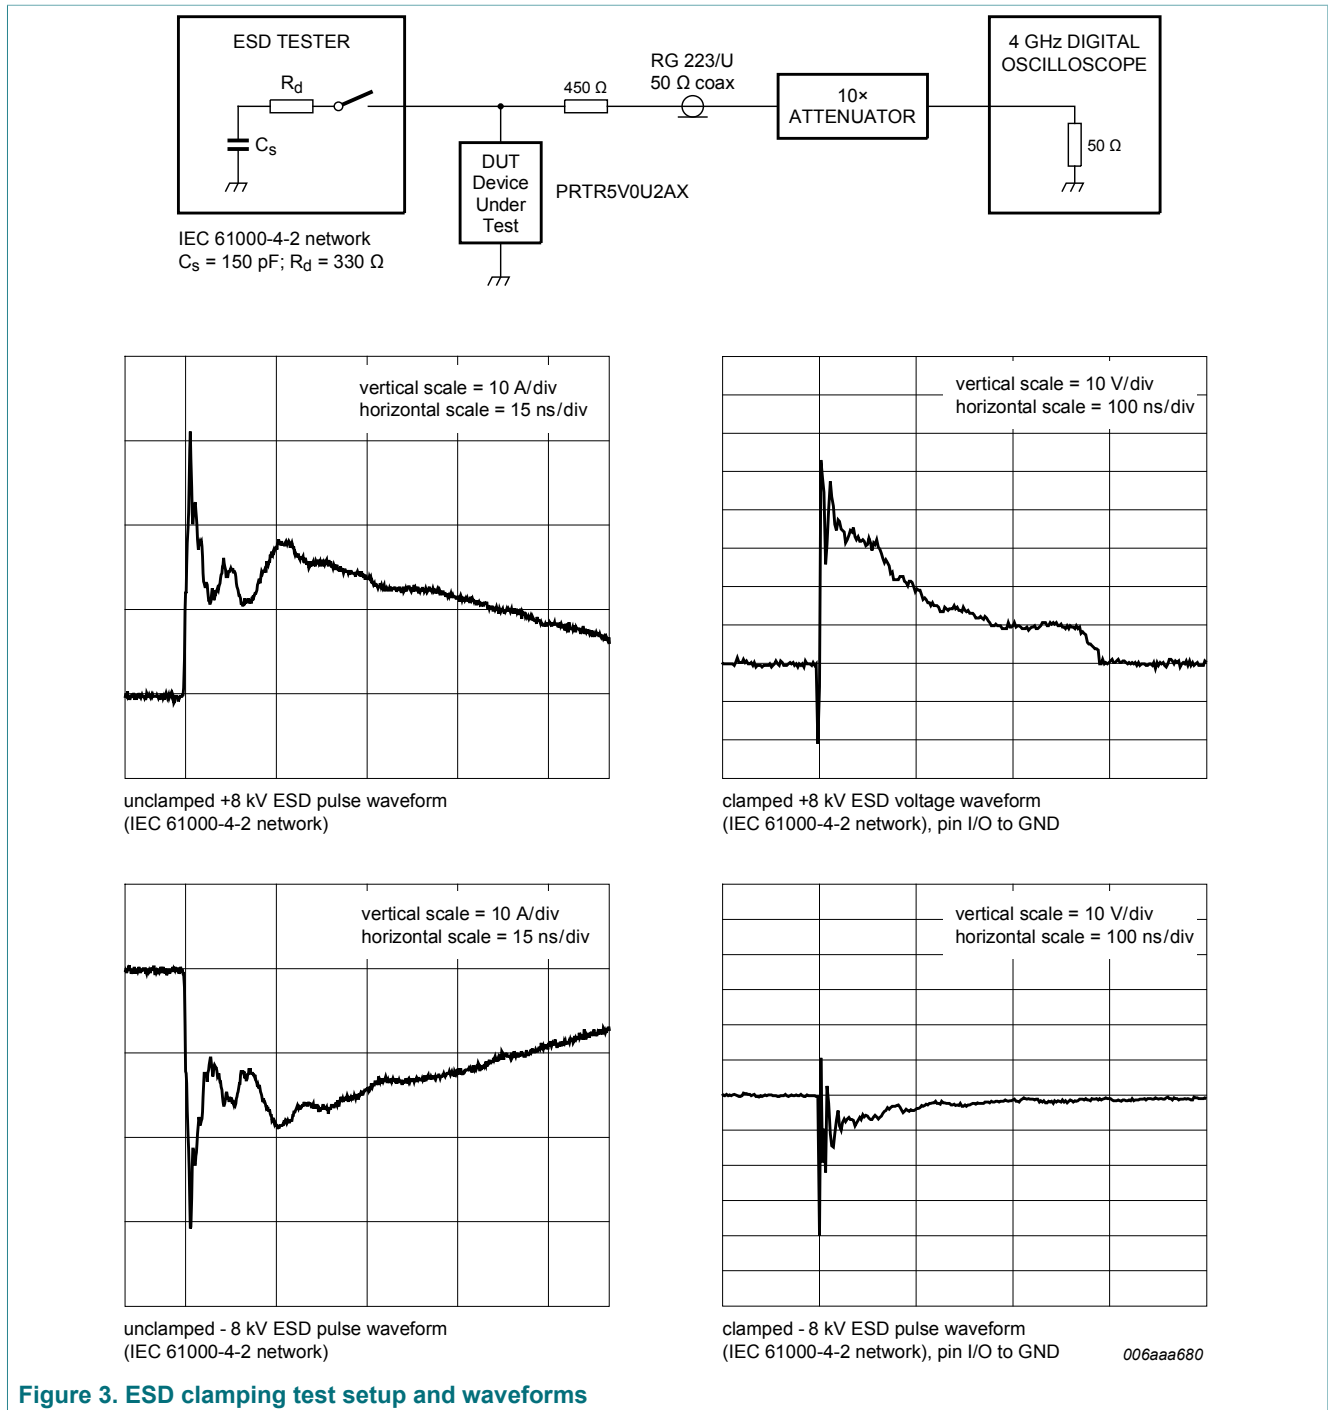 ESD TESTER
Rd
Cs
IEC 61000-4-2 network
Cs = 150 pF; Rd = 330 Ω
DUT
Device
Under
Test
PRTR5V0U2AX
450 Ω
RG 223/U
50 Ω coax
10×
ATTENUATOR
4 GHz DIGITAL
OSCILLOSCOPE
50 Ω
vertical scale = 10 A/div
horizontal scale = 15 ns/div
unclamped +8 kV ESD pulse waveform
(IEC 61000-4-2 network)
vertical scale = 10 V/div
horizontal scale = 100 ns/div
clamped +8 kV ESD voltage waveform
(IEC 61000-4-2 network), pin I/O to GND
vertical scale = 10 A/div
horizontal scale = 15 ns/div
unclamped - 8 kV ESD pulse waveform
(IEC 61000-4-2 network)
vertical scale = 10 V/div
horizontal scale = 100 ns/div
clamped - 8 kV ESD pulse waveform
(IEC 61000-4-2 network), pin I/O to GND
006aaa680
Figure 3. ESD clamping test setup and waveforms